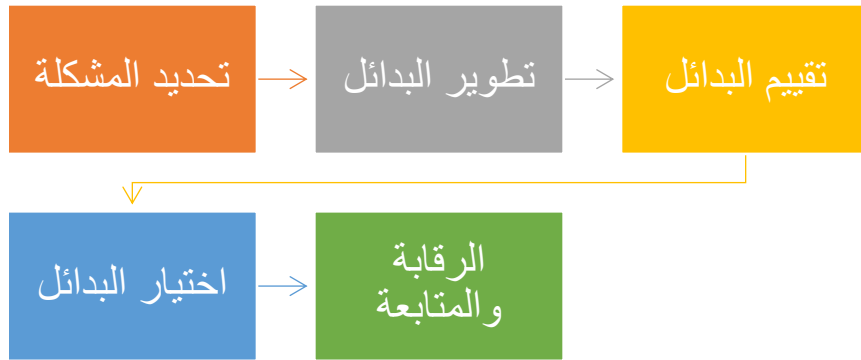 تحديد المشكلة
تطوير البدائل
تقييم البدائل
اختيار البدائل
الرقابة
والمتابعة